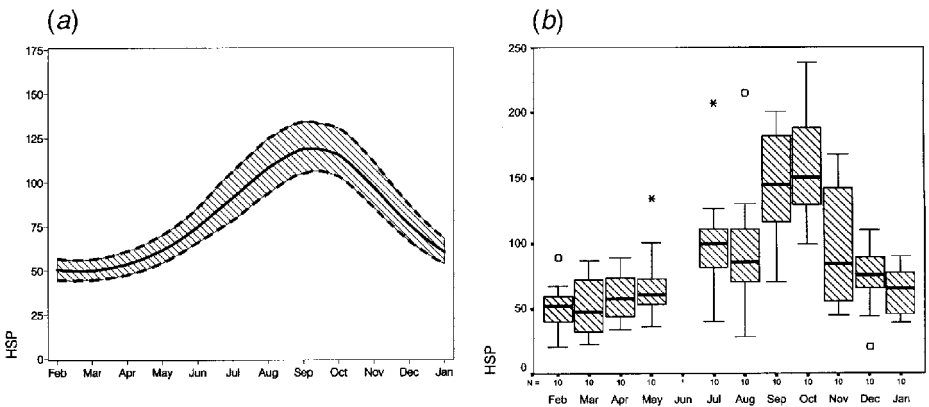 (a)
175
150
125
100
75
50
25
0
HSP
Feb Mar Apr May Jun Jul Aug Sep Oct Nov Dec Jan
(b)
250
200
150
100
50
0
HSP
N = 10 10 10 10 1 10 10 10 10 10 10 10
Feb Mar Apr May Jun Jul Aug Sep Oct Nov Dec Jan